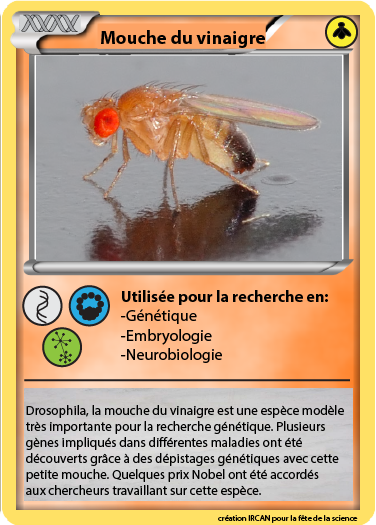 XXXX
Mouche du vinaigre
Utilisée pour la recherche en:
-Génétique
-Embryologie
-Neurobiologie
Drosophila, la mouche du vinaigre est une espèce modèle
très importante pour la recherche génétique. Plusieurs
gènes impliqués dans différentes maladies ont été
découverts grâce à des dépistages génétiques avec cette
petite mouche. Quelques prix Nobel ont été accordés
aux chercheurs travaillant sur cette espèce.
création IRCAN pour la fête de la science